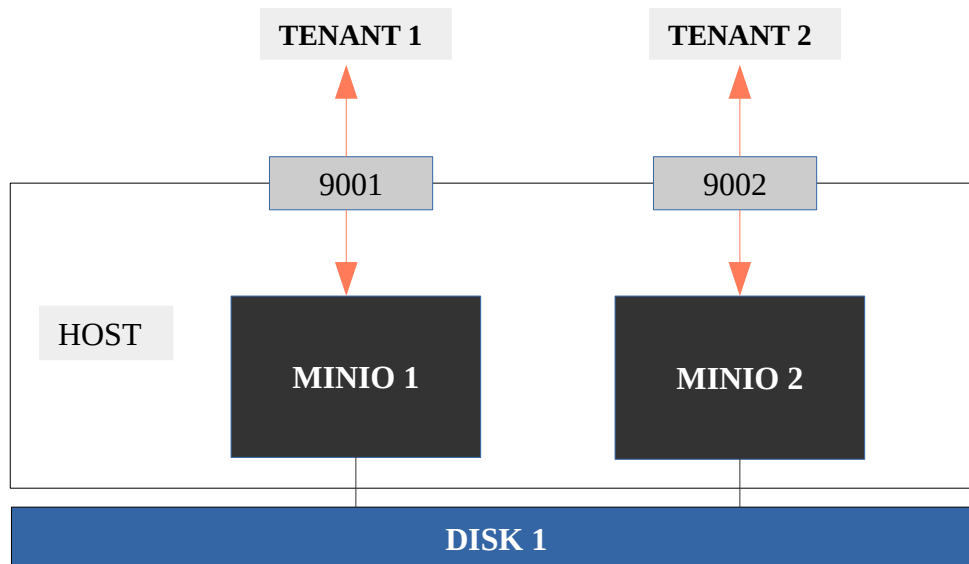 TENANT 1
TENANT 2
9001
9002
HOST
MINIO 1
MINIO 2
DISK 1